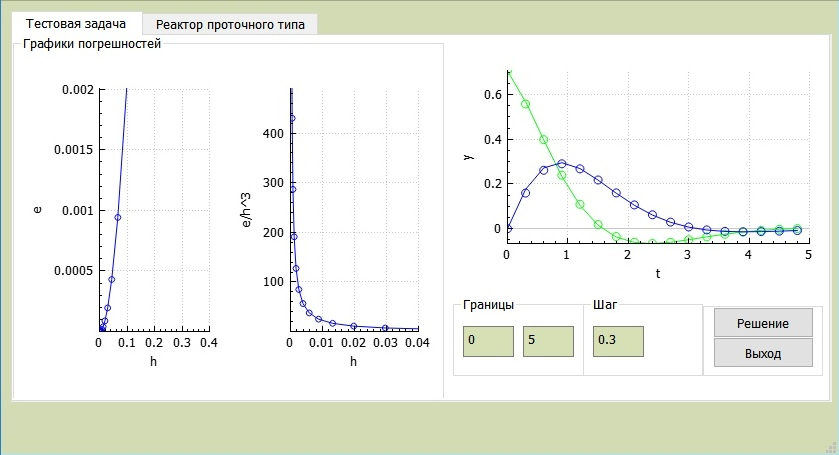 Тестовая задача
Реактор проточного типа
Графики погрешностей
0.002
0.0015
0.001
0.0005
e
0 0.1 0.2 0.3 0.4
h
400
300
200
100
e/h^3
0 0.01 0.02 0.03 0.04
h
0.6
0.4
0.2
0
y
0 1 2 3 4 5
t
Границы
0
5
Шаг
0.3
Решение
Выход